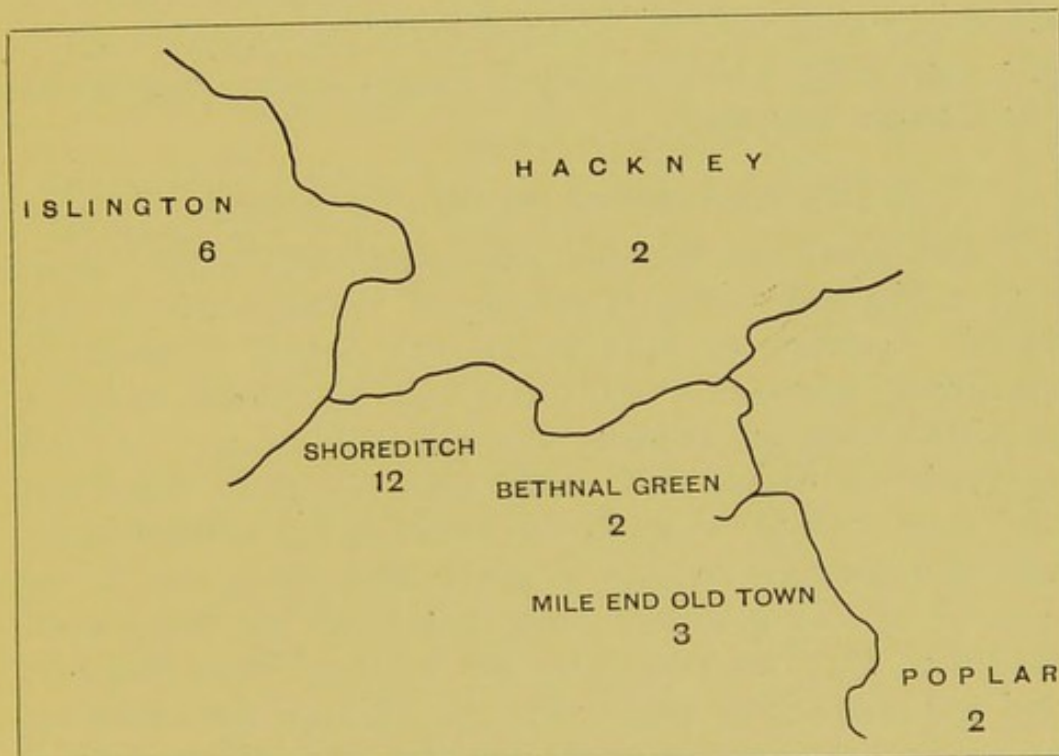 HACKNEY
2
ISLINGTON
6
SHOREDITCH
12
BETHNAL GREEN
2
MILE END OLD TOWN
3
POPLAR
2